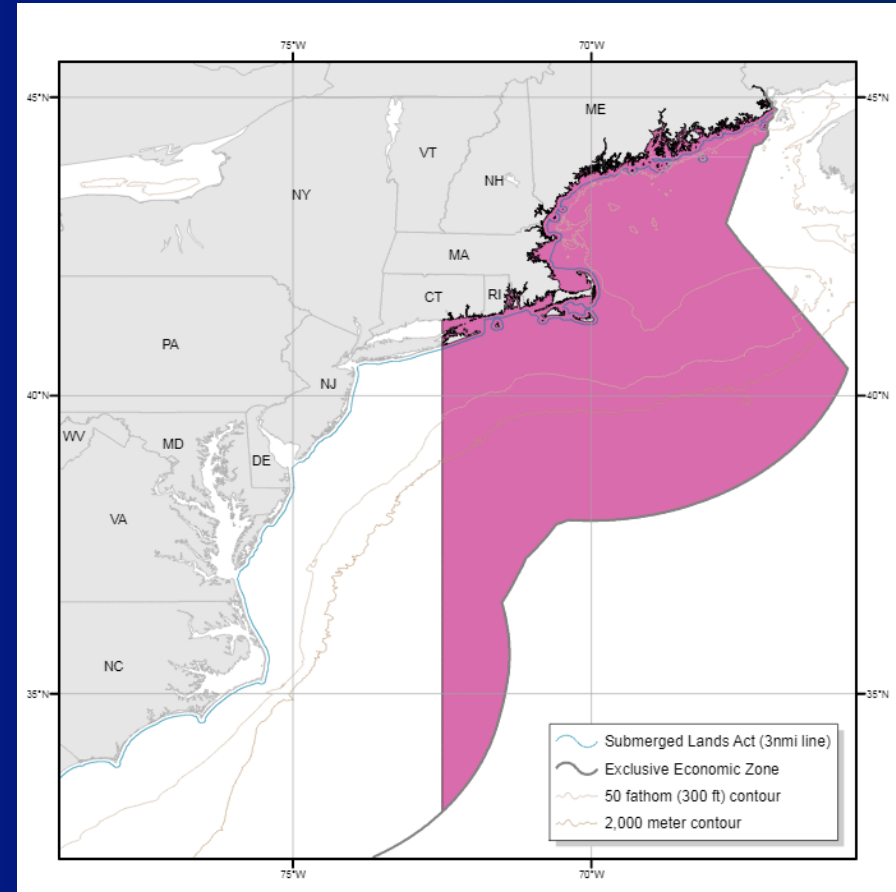 75°W
70°W
45°N
45°N
ME
VT
NH
NY
MA
CT
RI
PA
NJ
40°N
40°N
WV
MD
DE
VA
NC
35°N
35°N
Submerged Lands Act (3nmi line)
Exclusive Economic Zone
50 fathom (300 ft) contour
2,000 meter contour
75°W
70°W